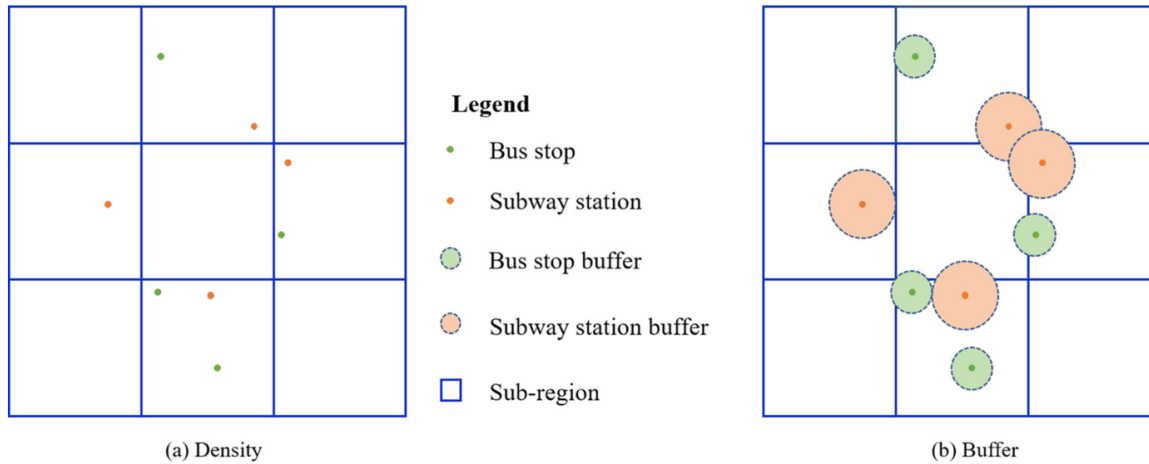 Legend
Bus stop
Subway station
Bus stop buffer
Subway station buffer
Sub-region
(a) Density
(b) Buffer